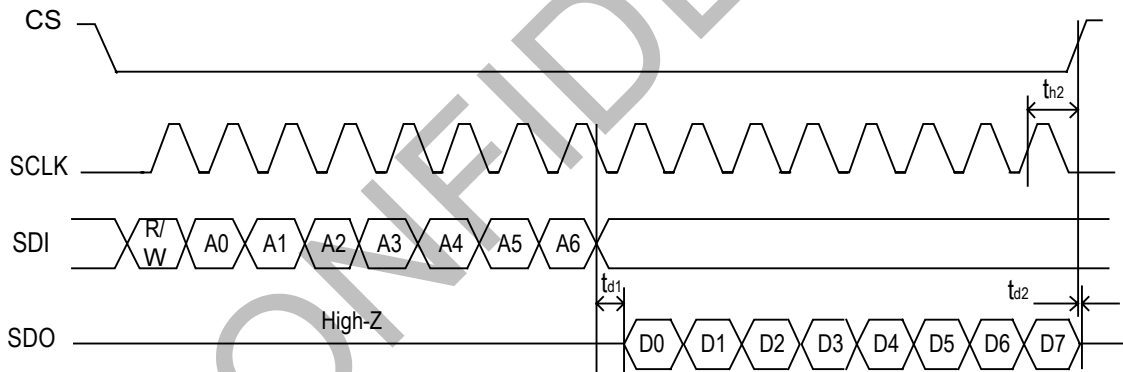 CS
th2
SCLK
SDI R/W A0 A1 A2 A3 A4 A5 A6
td1
td2
High-Z
SDO D0 D1 D2 D3 D4 D5 D6 D7
ONFIDE